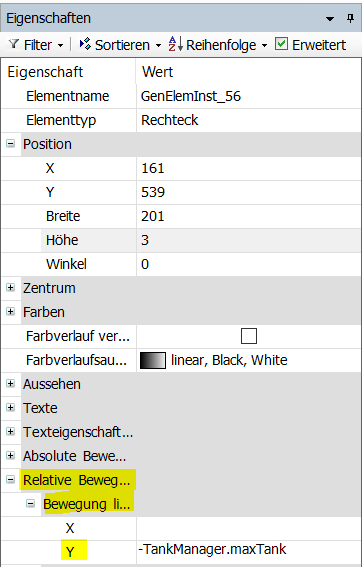 Eigenschaften
Filter Sortieren Reihenfolge Erweitert
Eigenschaft Wert
Elementname GenElemInst_56
Elementtyp Rechteck
Position
X 161
Y 539
Breite 201
Höhe 3
Winkel 0
Zentrum
Farben
Farbverlauf ver...
Farbverlaufsau... linear, Black, White
Aussehen
Texte
Texteigenschaft...
Absolute Bewe...
Relative Beweg...
Bewegung li...
X
Y -TankManager.maxTank